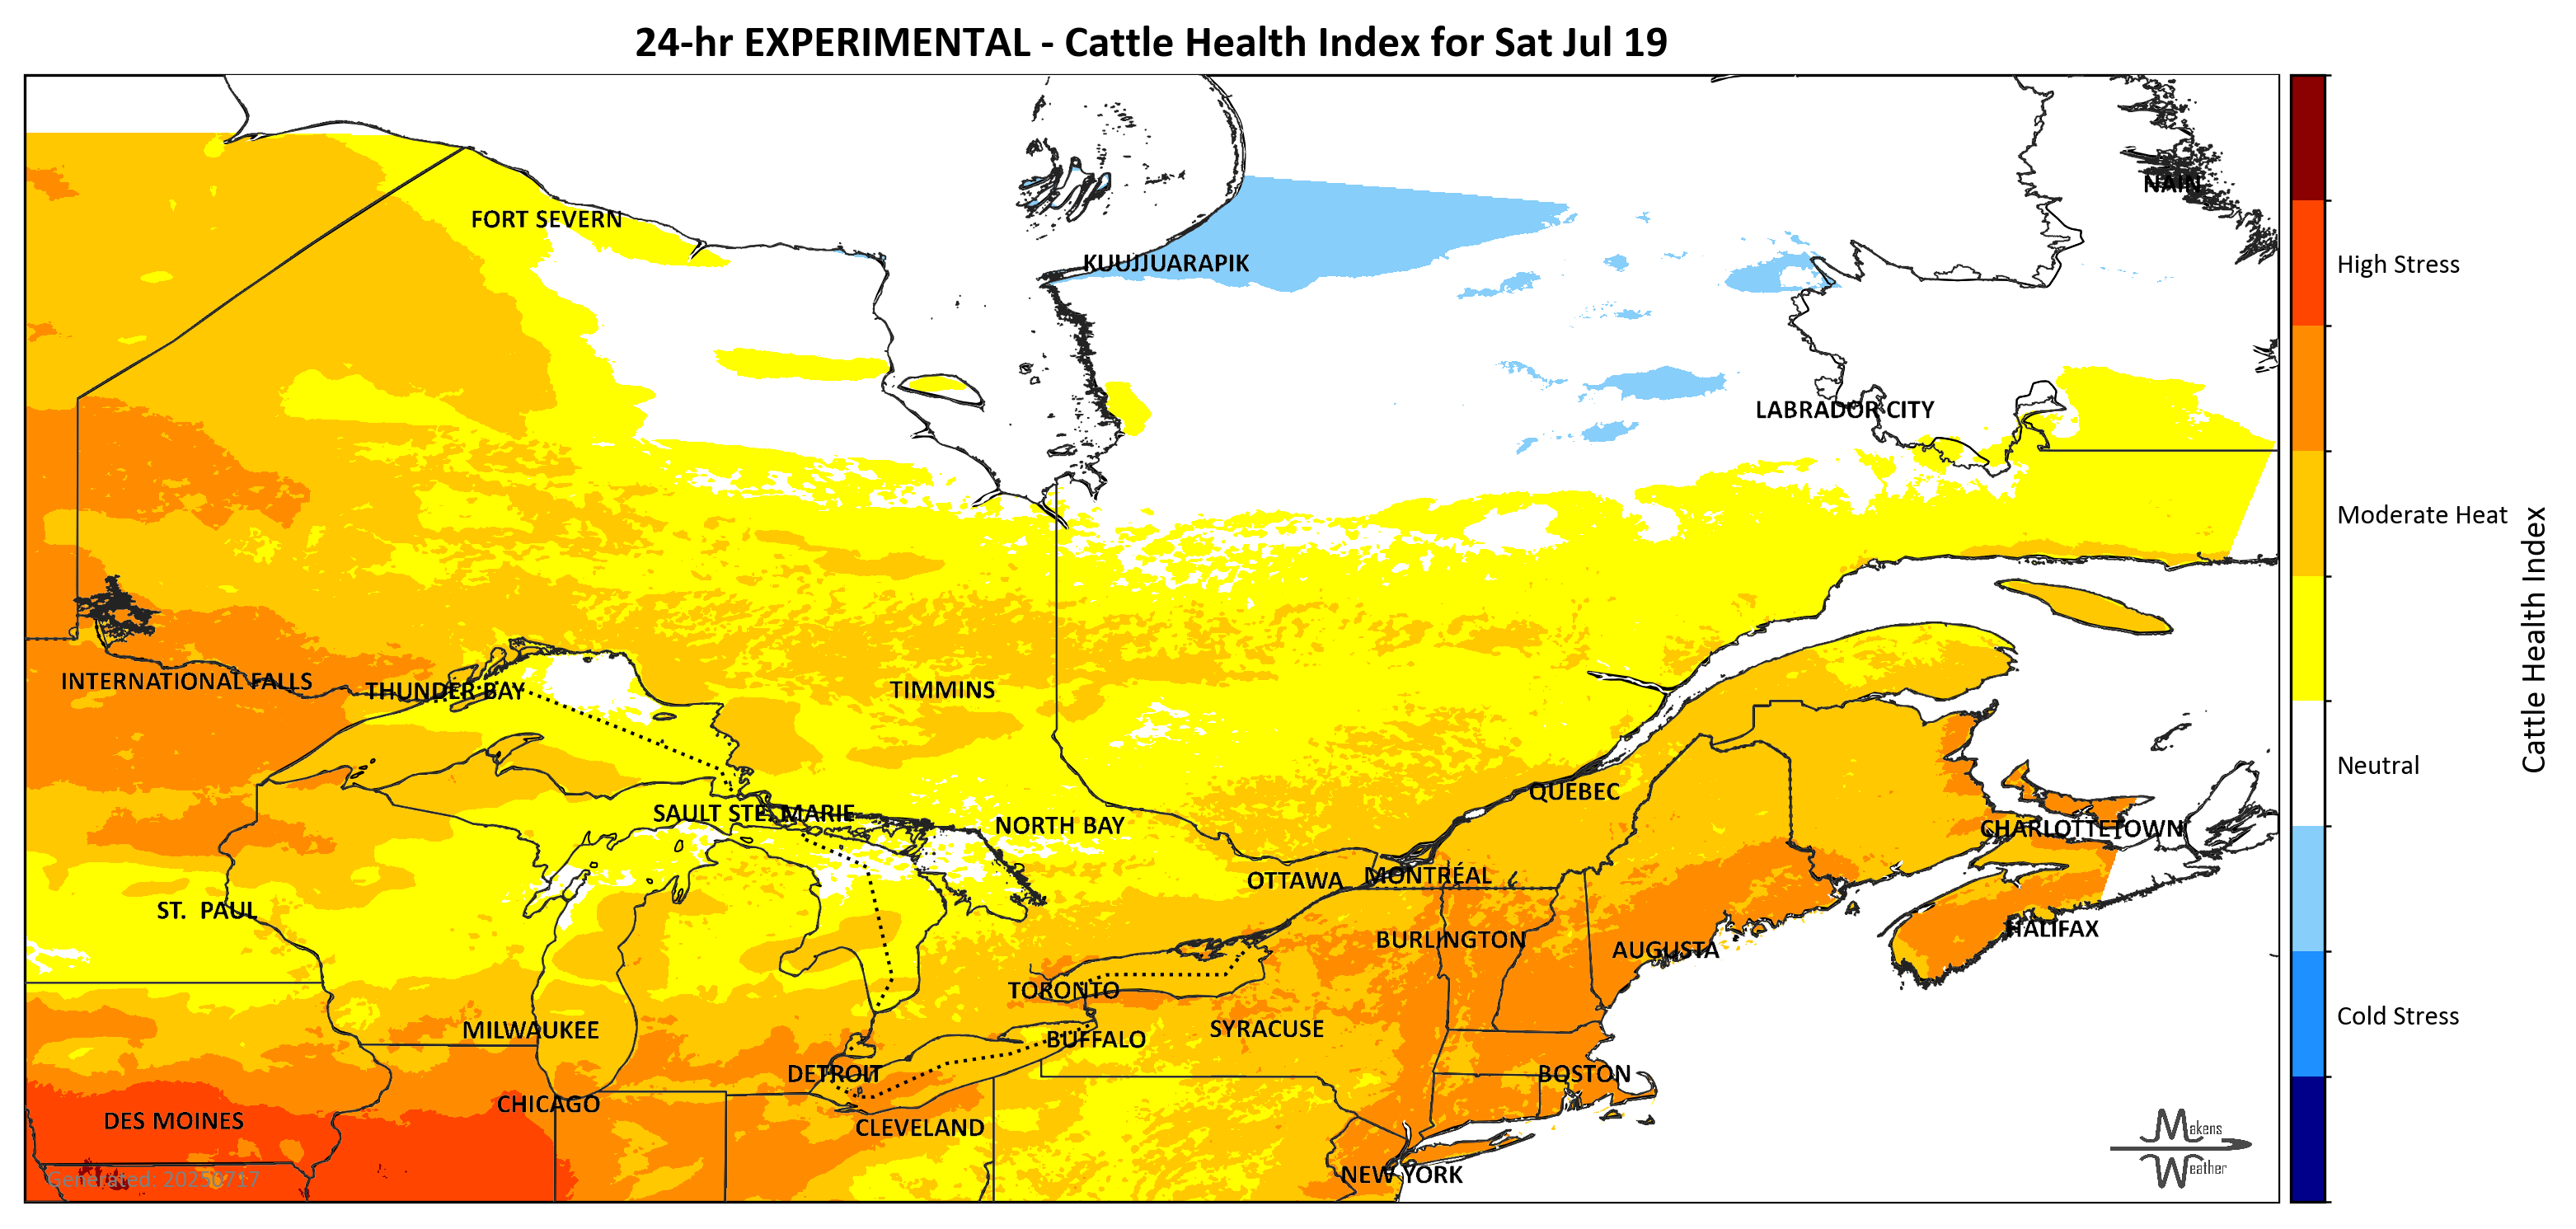 24-hr EXPERIMENTAL - Cattle Health Index for Sat Jul 19
NAIN
FORT SEVERN
KUUJJUARAPIK
High Stress
LABRADOR CITY
Moderate Heat
INTERNATIONAL FALLS
THUNDER BAY
TIMMINS
Cattle Health Index
Neutral
QUEBEC
SAULT STE. MARIE
NORTH BAY
CHARLOTTETOWN
OTTAWA
MONTRÉAL
ST. PAUL
HALIFAX
BURLINGTON
AUGUSTA
TORONTO
Cold Stress
MILWAUKEE
SYRACUSE
BUFFALO
DETROIT
BOSTON
CHICAGO
DES MOINES
CLEVELAND
Makens
Weather
NEW YORK
Generated: 20250717